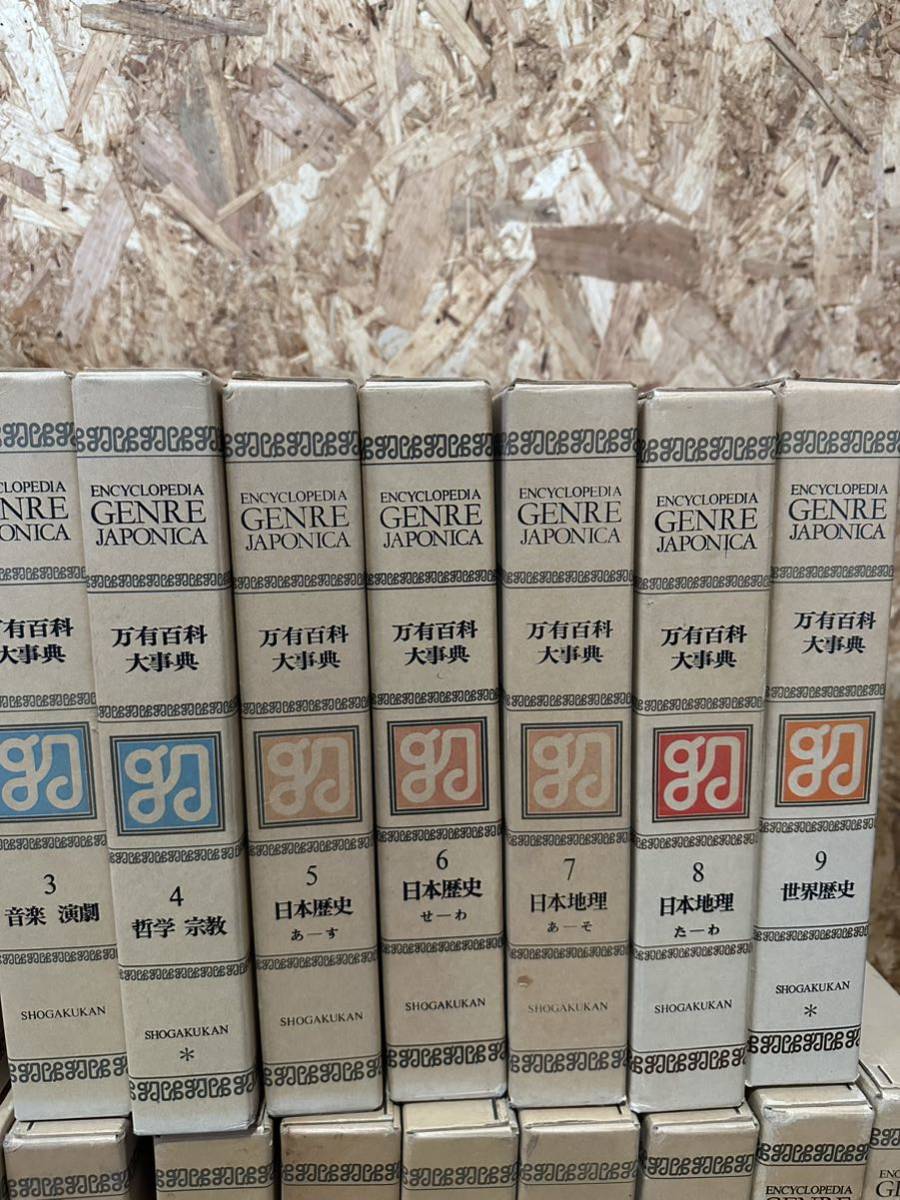 CLOPEDIA
NRE
ONICA
有百科
大事典
3
音楽 演劇
SHOGAKUKAN
ENCYCLOPEDIA
GENRE
JAPONICA
万有百科
大事典
4
哲学 宗教
SHOGAKUKAN
*
ENCYCLOPEDIA
GENRE
JAPONICA
万有百科
大事典
5
日本歴史
あ—す
SHOGAKUKAN
ENCYCLOPEDIA
GENRE
JAPONICA
万有百科
大事典
6
日本歴史
せ—わ
SHOGAKUKAN
ENCYCLOPEDIA
GENRE
JAPONICA
万有百科
大事典
7
日本地理
あ—そ
SHOGAKUKAN
ENCYCLOPEDIA
GENRE
JAPONICA
万有百科
大事典
8
日本地理
た—わ
SHOGAKUKAN
ENCYCLOPEDIA
GENRE
JAPONICA
万有百科
大事典
9
世界歴史
SHOGAKUKAN
*
ENCYCLOPEDIA
GENRE
ENC
GE